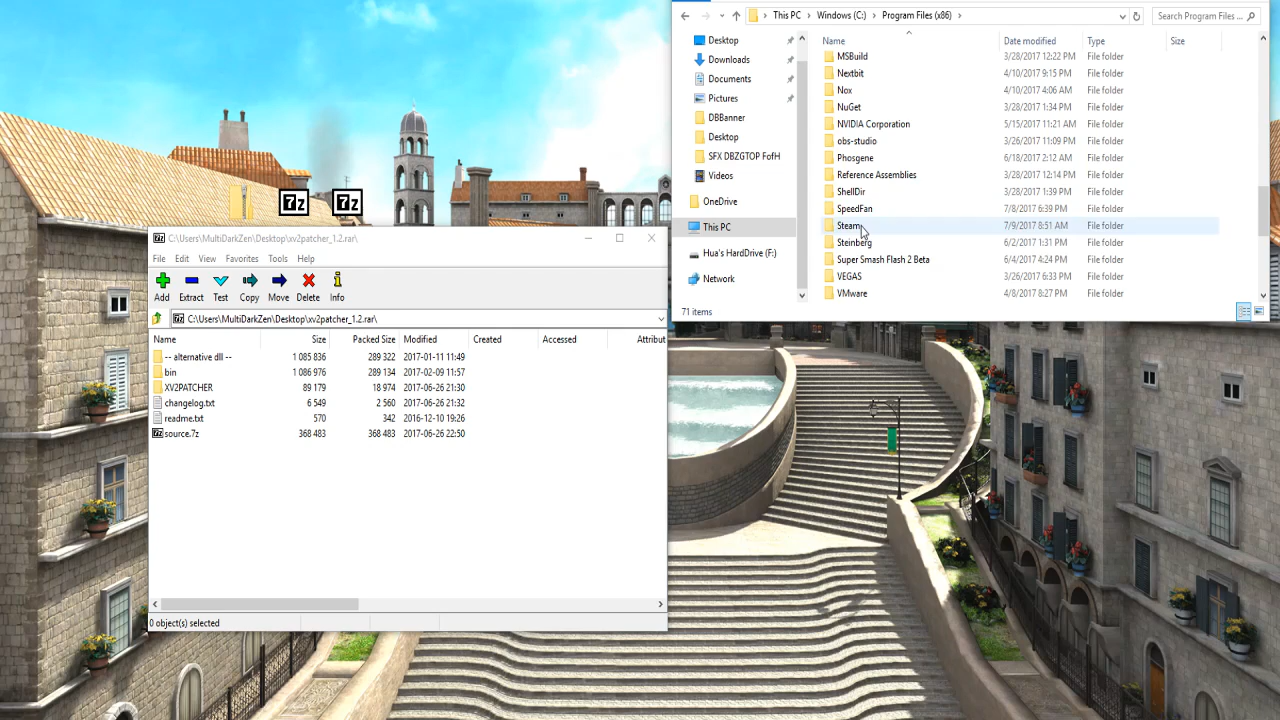 This PC > Windows (C:) > Program Files (x86) >
Search Program Files ...
Desktop
Downloads
Documents
Pictures
DBBanner
Desktop
SFX DBZGTOP FofH
Videos
OneDrive
This PC
Hua's HardDrive (F:)
Network
Name Date modified Type Size
MSBuild 3/28/2017 12:22 PM File folder
Nextbit 4/10/2017 9:15 PM File folder
Nox 4/10/2017 4:06 AM File folder
NuGet 3/28/2017 1:34 PM File folder
NVIDIA Corporation 5/15/2017 11:21 AM File folder
obs-studio 3/26/2017 11:09 PM File folder
Phosgene 6/18/2017 2:12 AM File folder
Reference Assemblies 3/28/2017 12:14 PM File folder
ShellDir 3/28/2017 1:39 PM File folder
SpeedFan 7/8/2017 6:39 PM File folder
Steam 7/9/2017 8:51 AM File folder
Steinberg 6/2/2017 1:31 PM File folder
Super Smash Flash 2 Beta 6/4/2017 4:24 PM File folder
VEGAS 3/26/2017 6:33 PM File folder
VMware 4/8/2017 8:27 PM File folder
71 items
7z 7z
C:\Users\MultiDarkZen\Desktop\xv2patcher_1.2.rar\
File Edit View Favorites Tools Help
Add Extract Test Copy Move Delete Info
C:\Users\MultiDarkZen\Desktop\xv2patcher_1.2.rar\
Name Size Packed Size Modified Created Accessed Attribut
-- alternative dll -- 1 085 836 289 322 2017-01-11 11:49
bin 1 086 976 289 134 2017-02-09 11:57
XV2PATCHER 89 179 18 974 2017-06-26 21:30
changelog.txt 6 549 2 560 2017-06-26 21:32
readme.txt 570 342 2016-12-10 19:26
source.7z 368 483 368 483 2017-06-26 22:50
0 object(s) selected